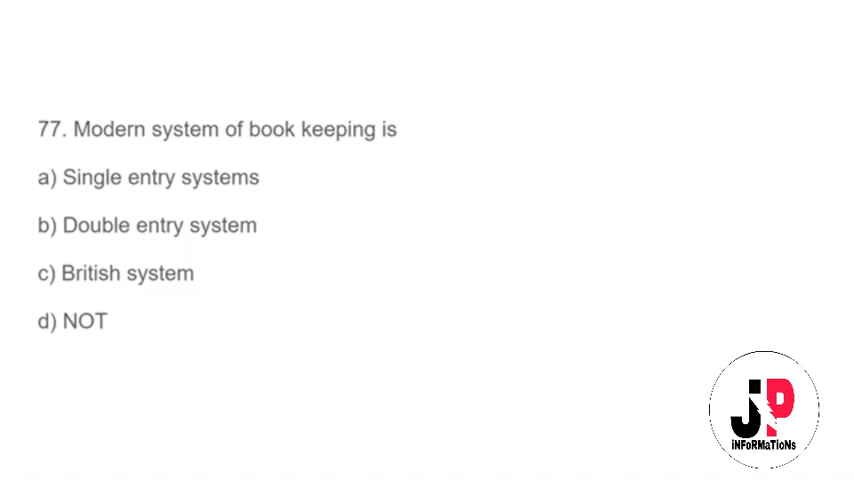 77. Modern system of book keeping is
a) Single entry systems
b) Double entry system
c) British system
d) NOT
JP
iNFoRMaTioNs